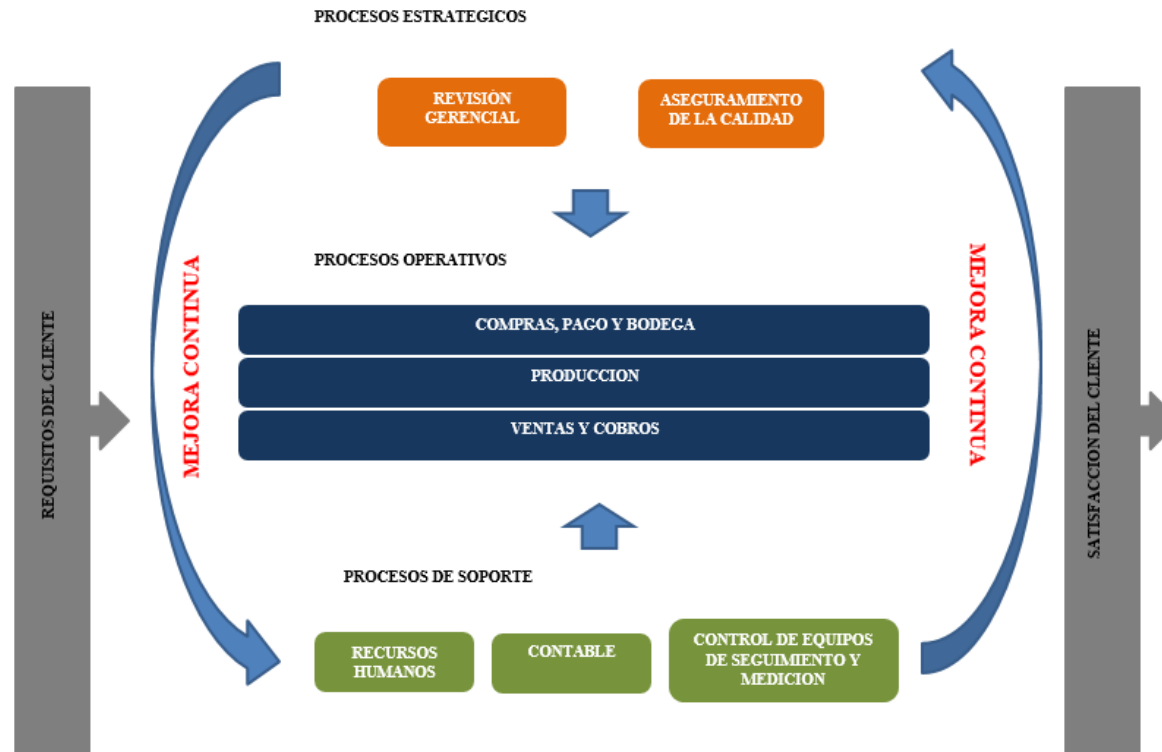 PROCESOS ESTRATEGICOS
REVISIÓN
GERENCIAL
ASEGURAMIENTO
DE LA CALIDAD
REQUISITOS DEL CLIENTE
MEJORA CONTINUA
PROCESOS OPERATIVOS
COMPRAS, PAGO Y BODEGA
PRODUCCION
VENTAS Y COBROS
MEJORA CONTINUA
SATISFACCION DEL CLIENTE
PROCESOS DE SOPORTE
RECURSOS
HUMANOS
CONTABLE
CONTROL DE EQUIPOS
DE SEGUIMIENTO Y
MEDICION